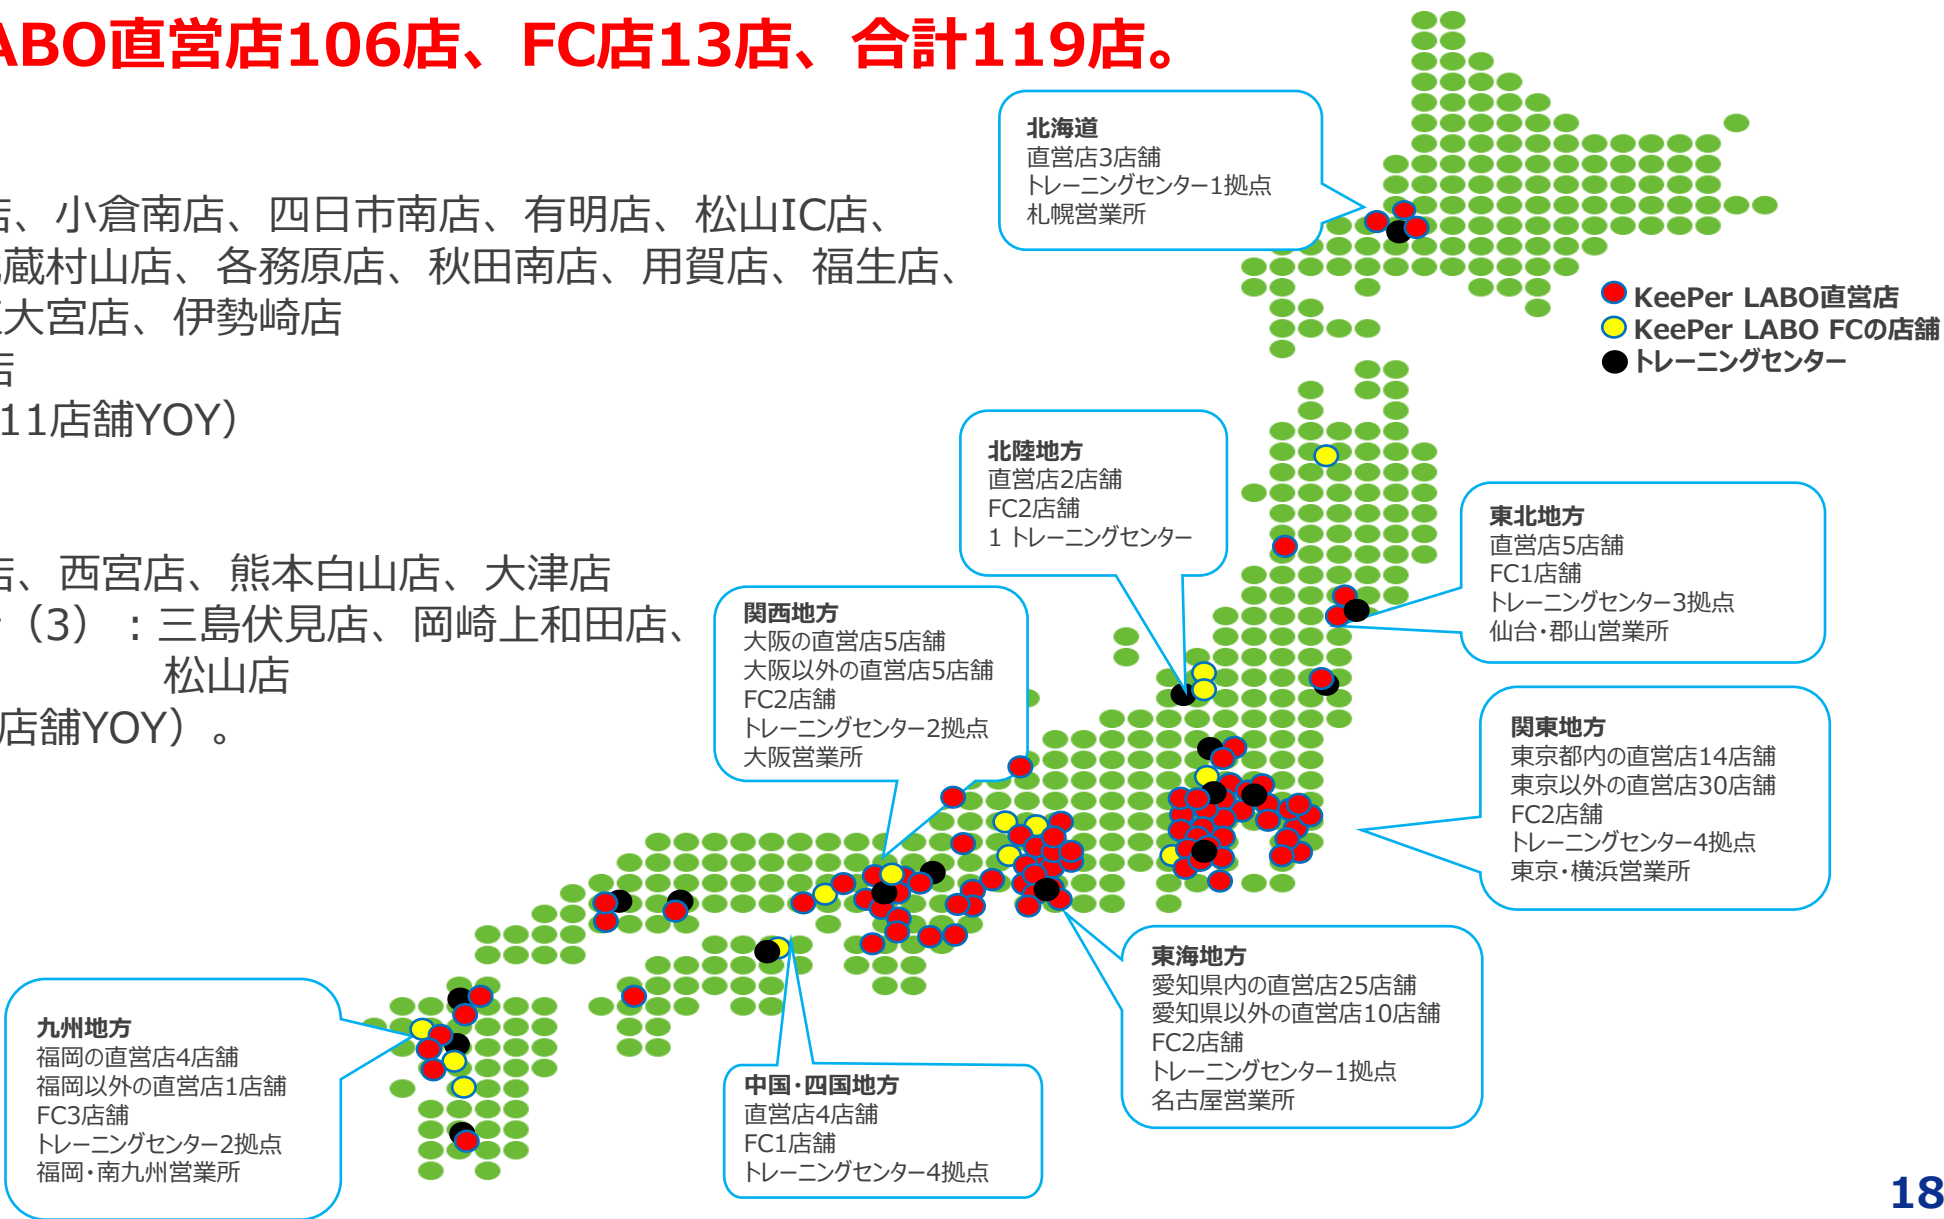 ABO直営店106店、FC店13店、合計119店。
店、小倉南店、四日市南店、有明店、松山IC店、
蔵村山店、各務原店、秋田南店、用賀店、福生店、
大宮店、伊勢崎店
店
11店舗YOY）
店、西宮店、熊本白山店、大津店
（3）：三島伏見店、岡崎上和田店、
松山店
店舗YOY）。
北海道
直営店3店舗
トレーニングセンター1拠点
札幌営業所
KeePer LABO直営店
KeePer LABO FCの店舗
トレーニングセンター
北陸地方
直営店2店舗
FC2店舗
1 トレーニングセンター
東北地方
直営店5店舗
FC1店舗
トレーニングセンター3拠点
仙台・郡山営業所
関西地方
大阪の直営店5店舗
大阪以外の直営店5店舗
FC2店舗
トレーニングセンター2拠点
大阪営業所
関東地方
東京都内の直営店14店舗
東京以外の直営店30店舗
FC2店舗
トレーニングセンター4拠点
東京・横浜営業所
東海地方
愛知県内の直営店25店舗
愛知県以外の直営店10店舗
FC2店舗
トレーニングセンター1拠点
名古屋営業所
九州地方
福岡の直営店4店舗
福岡以外の直営店1店舗
FC3店舗
トレーニングセンター2拠点
福岡・南九州営業所
中国・四国地方
直営店4店舗
FC1店舗
トレーニングセンター4拠点
18